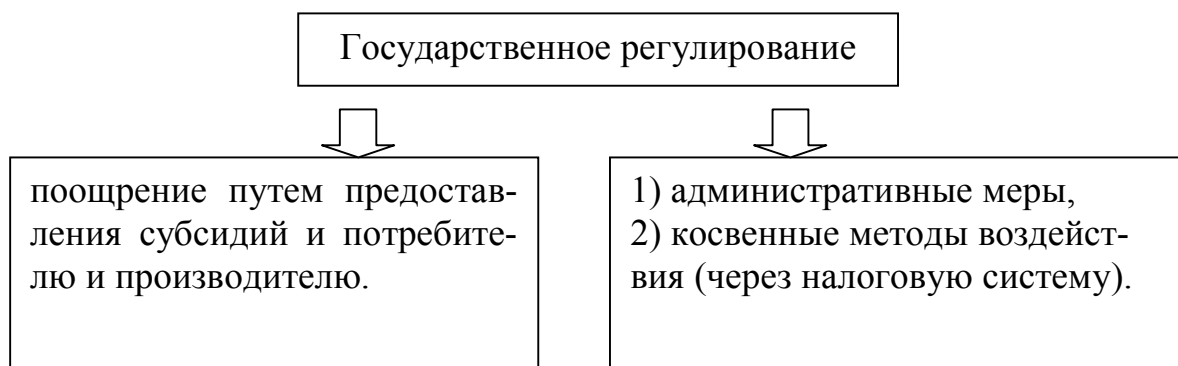 Государственное регулирование
поощрение путем предостав-
ления субсидий и потребите-
лю и производителю.
1) административные меры,
2) косвенные методы воздейст-
вия (через налоговую систему).